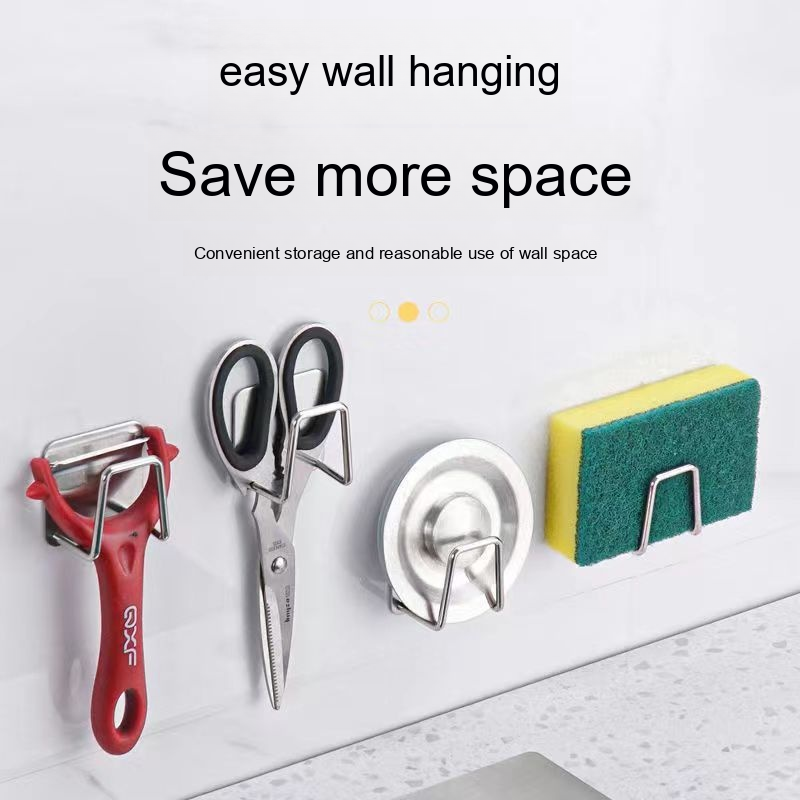 easy wall hanging
Save more space
Convenient storage and reasonable use of wall space
QXF